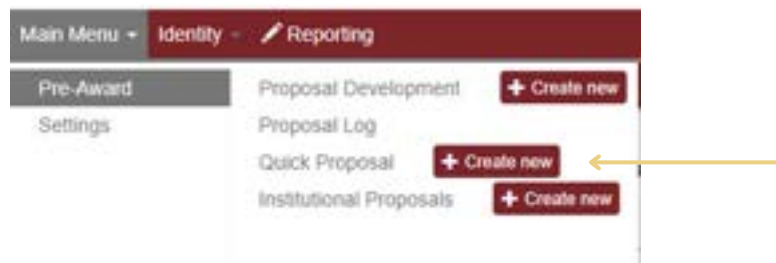 Main Menu Identity Reporting
Pre-Award
Settings
Proposal Development + Create new
Proposal Log
Quick Proposal + Create new
Institutional Proposals + Create new